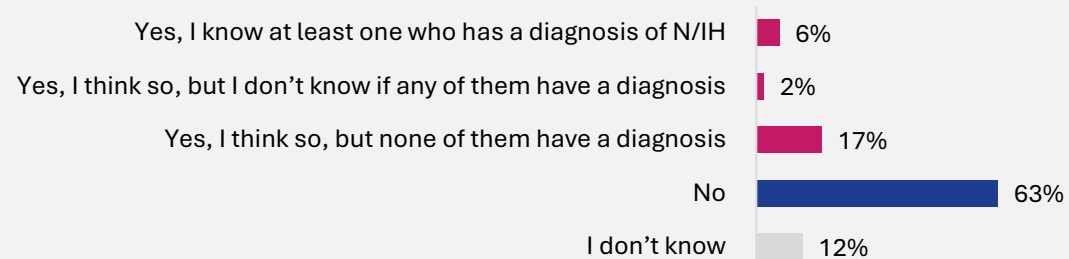 Yes, I know at least one who has a diagnosis of N/IH 6%
Yes, I think so, but I don’t know if any of them have a diagnosis 2%
Yes, I think so, but none of them have a diagnosis 17%
No 63%
I don’t know 12%